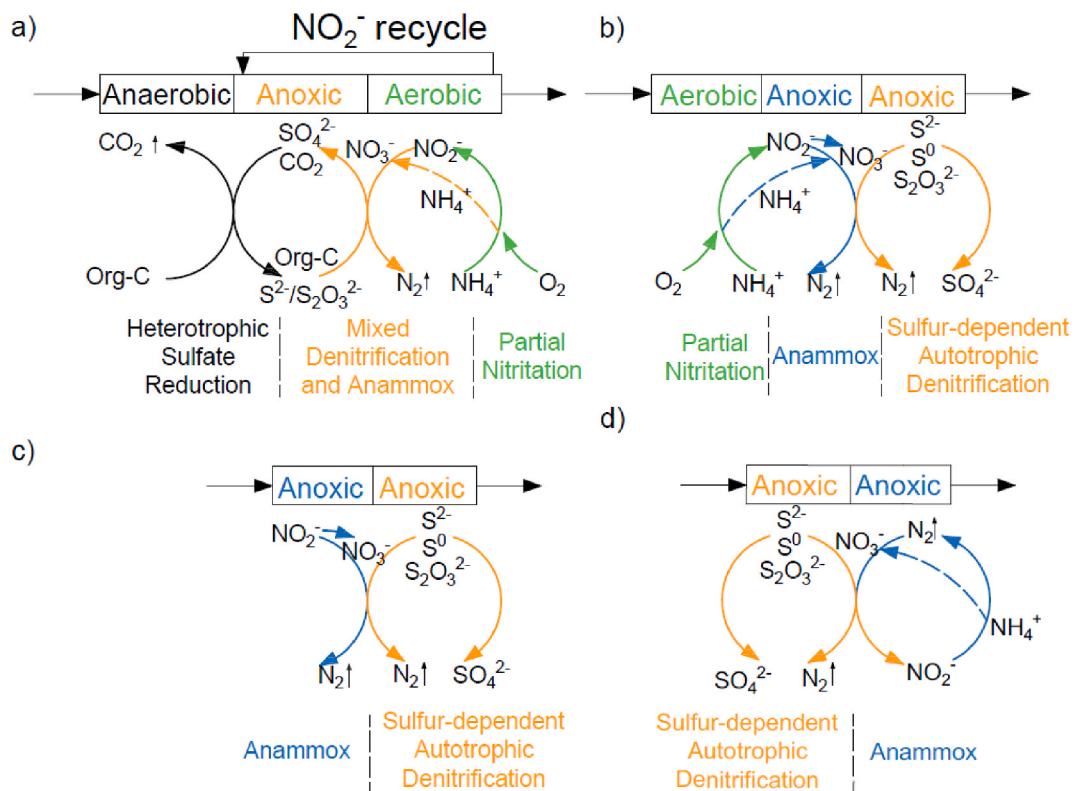 a)
NO₂⁻ recycle
Anaerobic Anoxic Aerobic
CO₂ ↑
SO₄²⁻
CO₂
NO₃⁻
NO₂⁻
NH₄⁺
Org-C
Org-C
S²⁻/S₂O₃²⁻
N₂↑
NH₄⁺
O₂
Heterotrophic
Sulfate
Reduction
Mixed
Denitrification
and Anammox
Partial
Nitritation
b)
Aerobic Anoxic Anoxic
NO₂⁻
NO₃⁻
S²⁻
S⁰
S₂O₃²⁻
NH₄⁺
O₂
NH₄⁺
N₂↑
N₂↑
SO₄²⁻
Partial
Nitritation
Anammox
Sulfur-dependent
Autotrophic
Denitrification
c)
Anoxic Anoxic
NO₂⁻
NO₃⁻
S²⁻
S⁰
S₂O₃²⁻
N₂↑
N₂↑
SO₄²⁻
Anammox
Sulfur-dependent
Autotrophic
Denitrification
d)
Anoxic Anoxic
S²⁻
S⁰
S₂O₃²⁻
NO₃⁻
N₂↑
NH₄⁺
SO₄²⁻
N₂↑
NO₂⁻
Sulfur-dependent
Autotrophic
Denitrification
Anammox